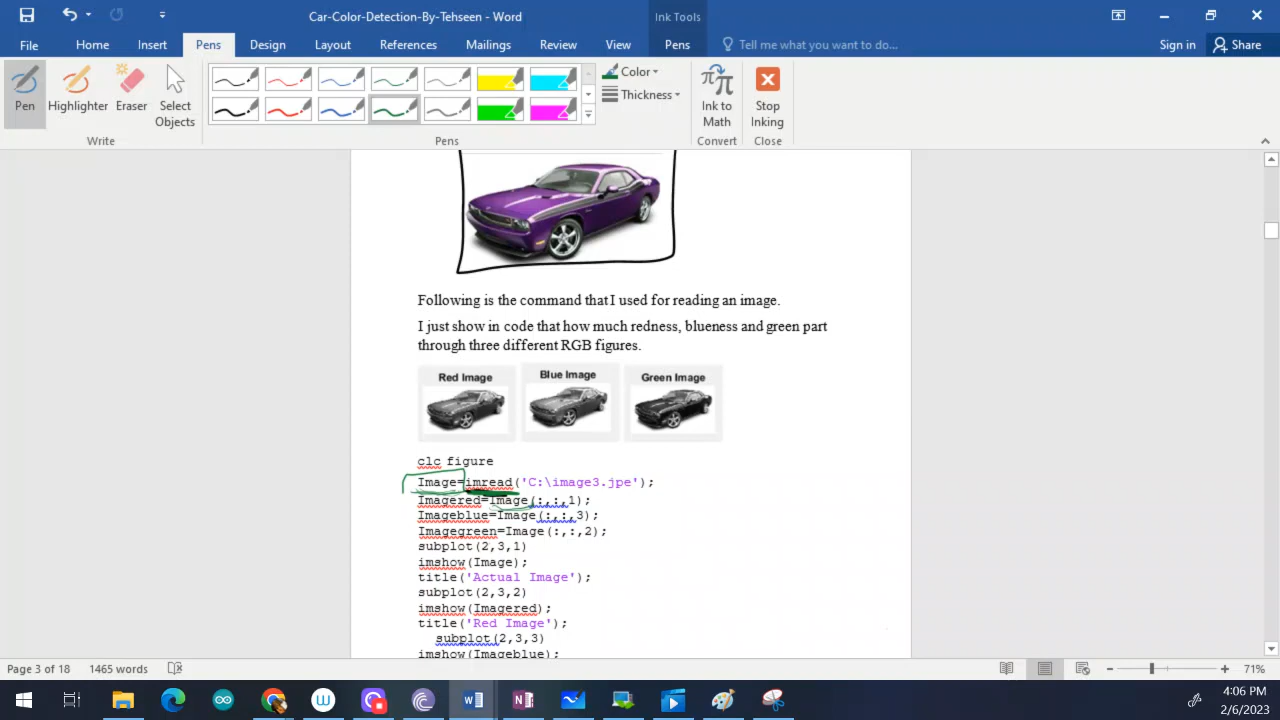 Car-Color-Detection-By-Tehseen - Word
Ink Tools
File
Home
Insert
Pens
Design
Layout
References
Mailings
Review
View
Pens
Tell me what you want to do...
Sign in
Share
Pen
Highlighter
Eraser
Select Objects
Color
Thickness
Ink to Math
Stop Inking
Write
Pens
Convert
Close
Following is the command that I used for reading an image.
I just show in code that how much redness, blueness and green part
through three different RGB figures.
Red Image
Blue Image
Green Image
clc figure
Image=imread('C:\image3.jpe');
Imagered=Image(:,:,1);
Imageblue=Image(:,:,3);
Imagegreen=Image(:,:,2);
subplot(2,3,1)
imshow(Image);
title('Actual Image');
subplot(2,3,2)
imshow(Imagered);
title('Red Image');
subplot(2,3,3)
imshow(Imageblue);
Page 3 of 18
1465 words
71%
4:06 PM
2/6/2023